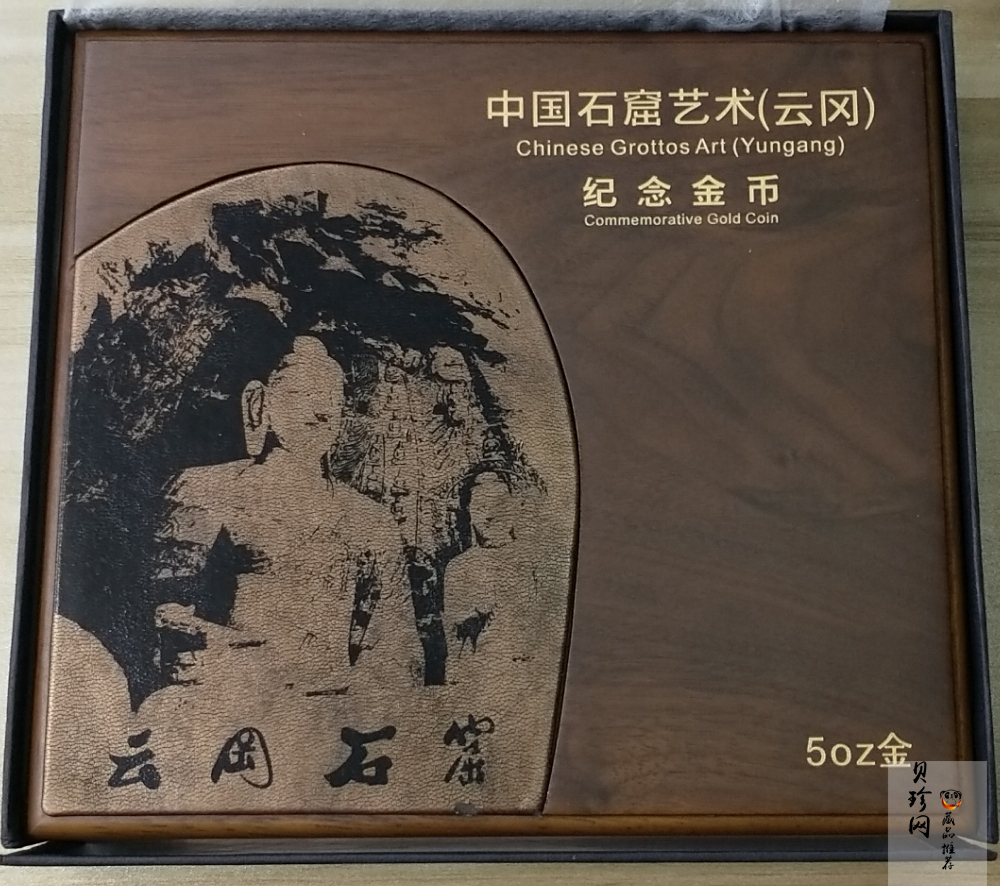 中国石窟艺术(云冈)
Chinese Grottos Art (Yungang)
纪念金币
Commemorative Gold Coin
云冈石窟
5oz金
贝珍网
藏品推荐